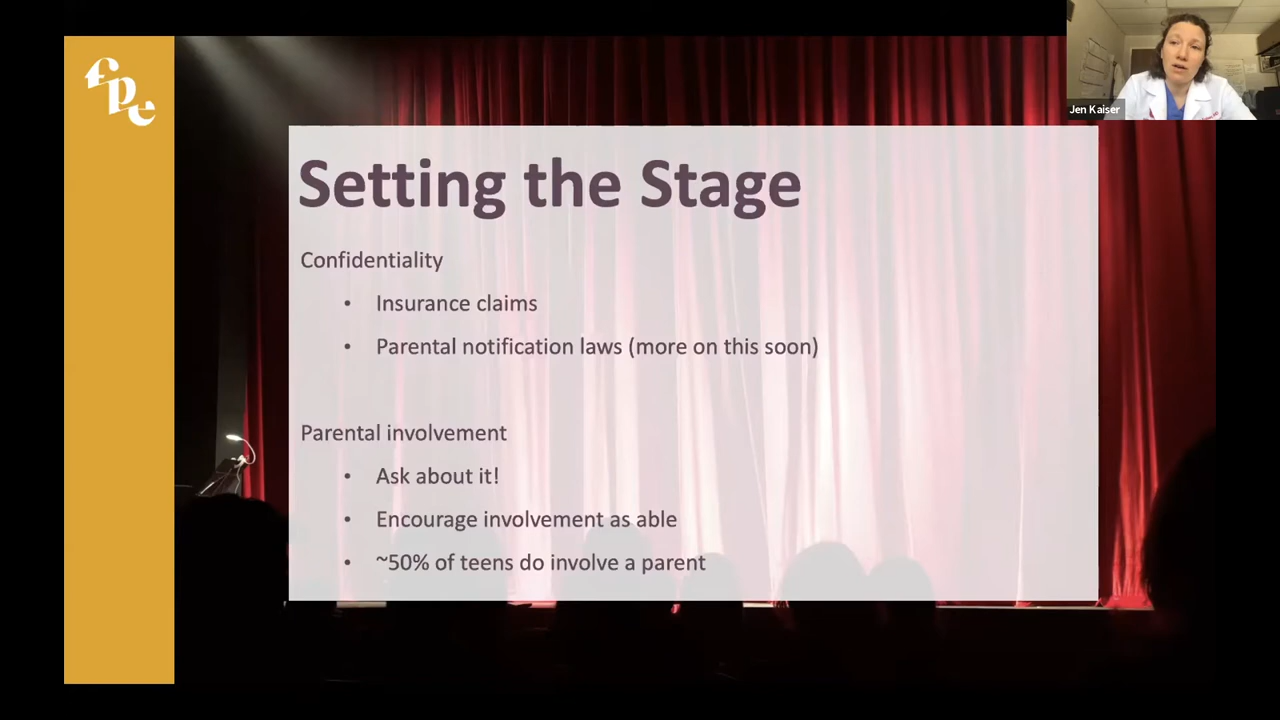 fpe
Jen Kaiser
Setting the Stage
Confidentiality
• Insurance claims
• Parental notification laws (more on this soon)
Parental involvement
• Ask about it!
• Encourage involvement as able
• ~50% of teens do involve a parent